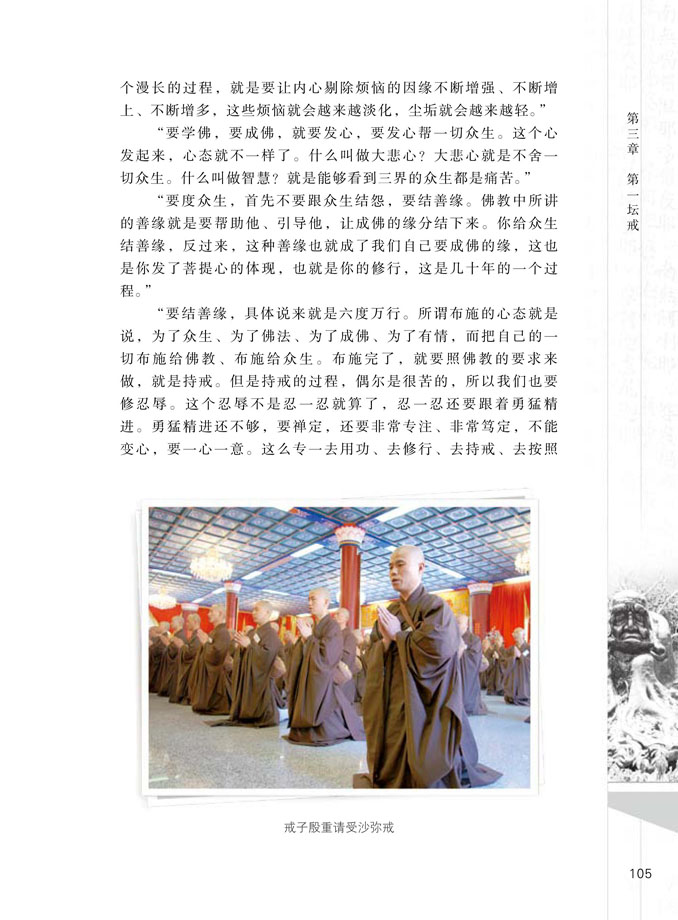 个漫长的过程，就是要让内心剔除烦恼的因缘不断增强、不断增
上、不断增多，这些烦恼就会越来越淡化，尘垢就会越来越轻。”
“要学佛，要成佛，就要发心，要发心帮一切众生。这个心
发起来，心态就不一样了。什么叫做大悲心？大悲心就是不舍一
切众生。什么叫做智慧？就是能够看到三界的众生都是痛苦。”
“要度众生，首先不要跟众生结怨，要结善缘。佛教中所讲
的善缘就是要帮助他、引导他，让成佛的缘分结下来。你给众生
结善缘，反过来，这种善缘也就成了我们自己要成佛的缘，这也
是你发了菩提心的体现，也就是你的修行，这是几十年的一个过
程。”
“要结善缘，具体说来就是六度万行。所谓布施的心态就是
说，为了众生、为了佛法、为了成佛、为了有情，而把自己的一
切布施给佛教、布施给众生。布施完了，就要照佛教的要求来
做，就是持戒。但是持戒的过程，偶尔是很苦的，所以我们也要
修忍辱。这个忍辱不是忍一忍就算了，忍一忍还要跟着勇猛精
进。勇猛精进还不够，要禅定，还要非常专注、非常笃定，不能
变心，要一心一意。这么专一去用功、去修行、去持戒、去按照
戒子殷重请受沙弥戒
第三章 第一坛戒
105